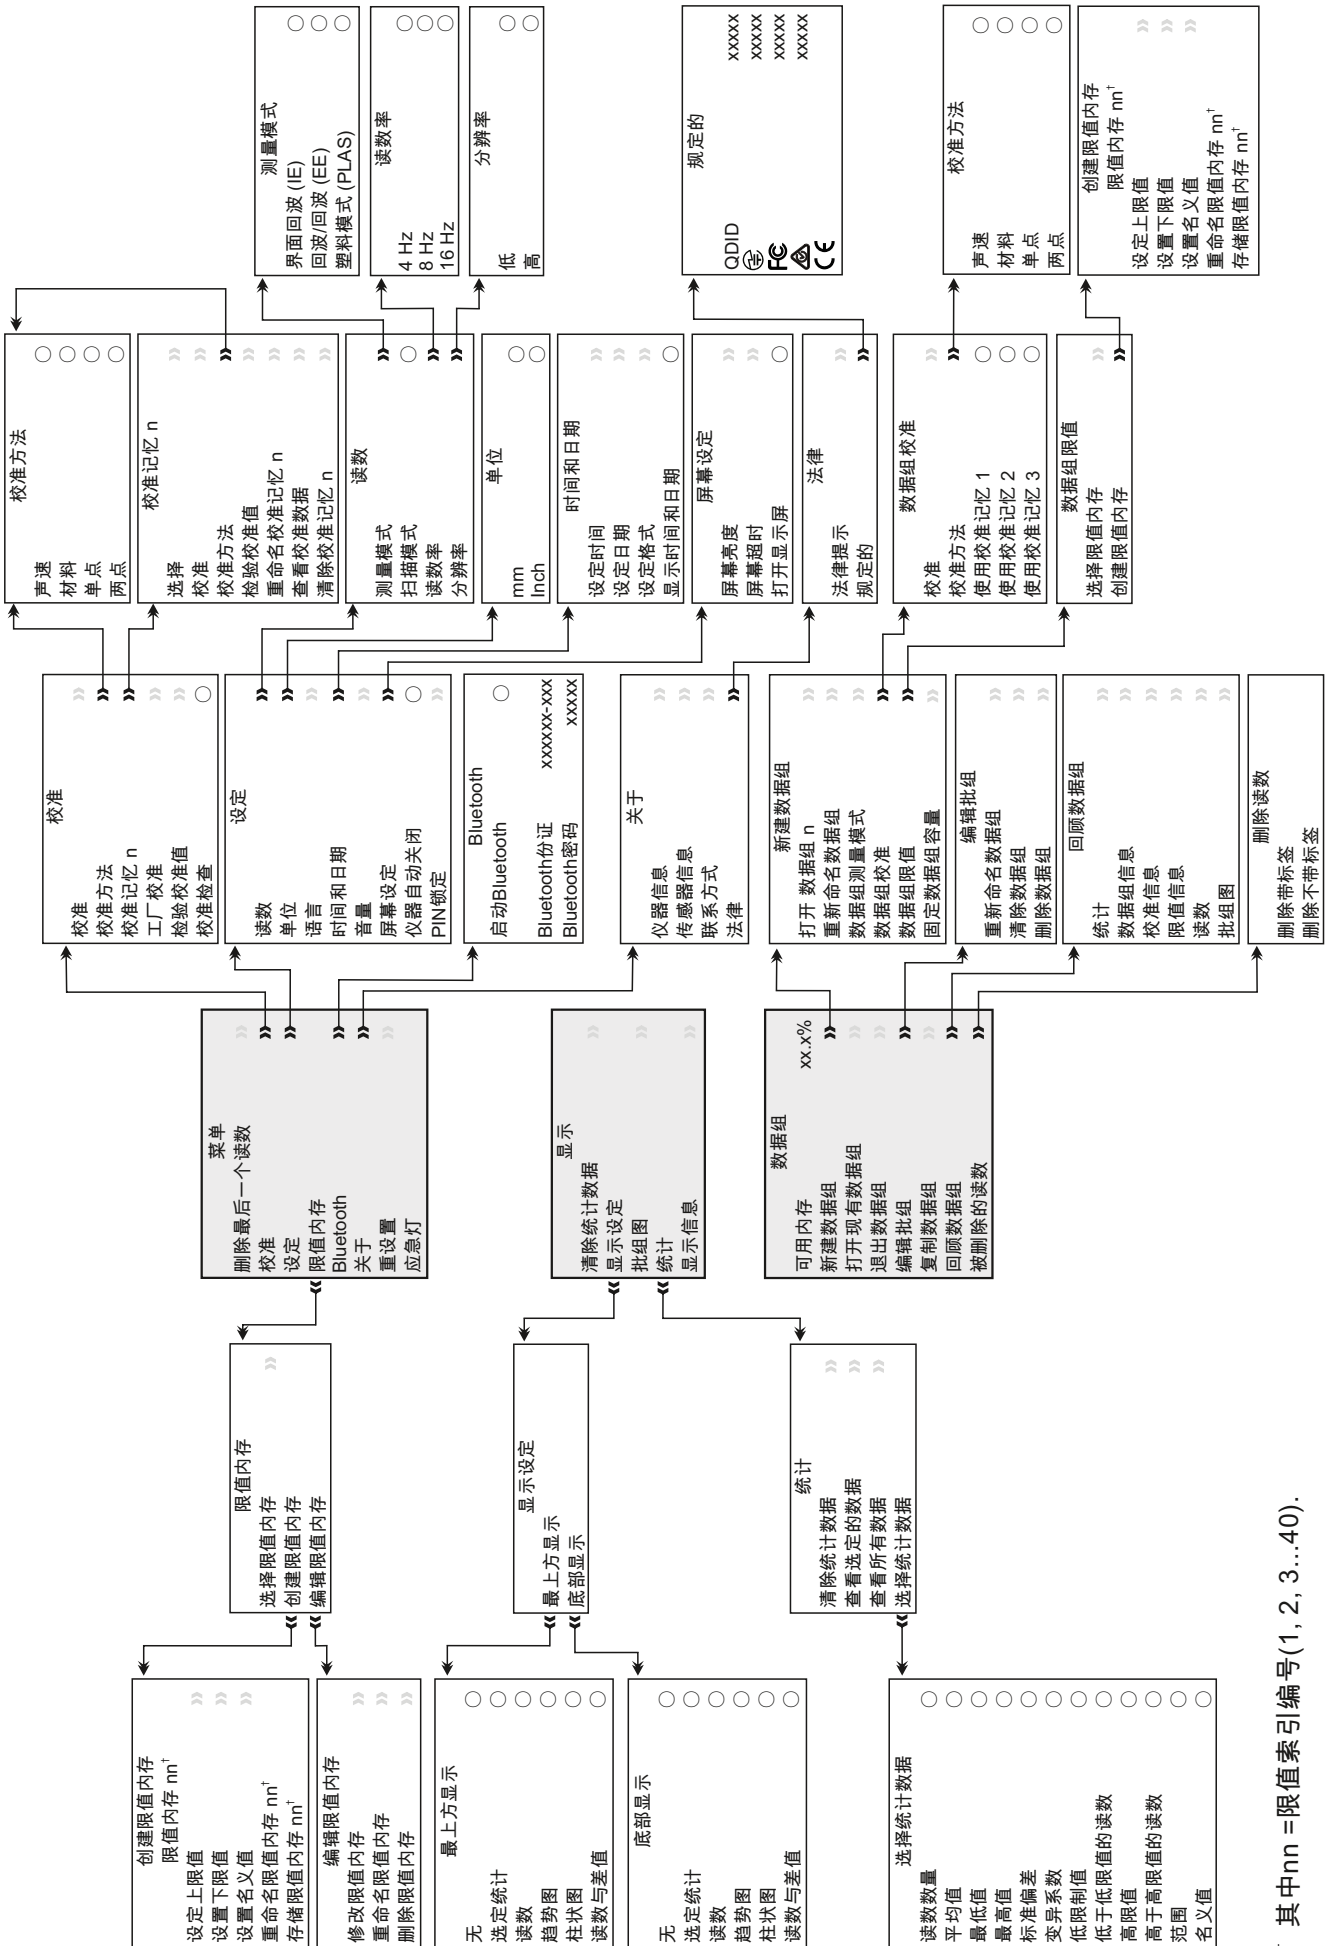 创建限值内存
限值内存 nn†
设定上限值
设置下限值
设置名义值
重命名限值内存 nn†
存储限值内存 nn†
编辑限值内存
修改限值内存
重命名限值内存
删除限值内存
最上方显示
无
选定统计
读数
趋势图
柱状图
读数与差值
底部显示
无
选定统计
读数
趋势图
柱状图
读数与差值
选择统计数据
读数数量
平均值
最低值
最高值
标准偏差
变异系数
低限制值
低于低限值的读数
高限值
高于高限值的读数
范围
名义值
限值内存
选择限值内存
创建限值内存
编辑限值内存
显示设定
最上方显示
底部显示
统计
清除统计数据
查看选定的数据
查看所有数据
选择统计数据
菜单
删除最后一个读数
校准
设定
限值内存
Bluetooth
关于
重设置
应急灯
显示
清除统计数据
显示设定
批组图
统计
显示信息
数据组
可用内存 xx.x%
新建数据组
打开现有数据组
退出数据组
编辑批组
复制数据组
回顾数据组
被删除的读数
校准
校准
校准方法
校准记忆 n
工厂校准
检验校准值
校准检查
设定
读数
单位
语言
时间和日期
音量
屏幕设定
仪器自动关闭
PIN锁定
Bluetooth
启动Bluetooth
Bluetooth份证 xxxxxx-xxx
Bluetooth密码 xxxxx
关于
仪器信息
传感器信息
联系方式
法律
新建数据组
打开 数据组 n
重新命名数据组
数据组测量模式
数据组校准
数据组限值
固定数据组容量
编辑批组
重新命名数据组
清除数据组
删除数据组
回顾数据组
统计
数据组信息
校准信息
限值信息
读数
批组图
删除读数
删除带标签
删除不带标签
校准方法
声速
材料
单点
两点
校准记忆 n
选择
校准
校准方法
检验校准值
重命名校准记忆 n
查看校准数据
清除校准记忆 n
读数
测量模式
扫描模式
读数率
分辨率
单位
mm
Inch
时间和日期
设定时间
设定日期
设定格式
显示时间和日期
屏幕设定
屏幕亮度
屏幕超时
打开显示屏
法律
法律提示
规定的
数据组校准
校准
校准方法
使用校准记忆 1
使用校准记忆 2
使用校准记忆 3
数据组限值
选择限值内存
创建限值内存
测量模式
界面回波 (IE)
回波/回波 (EE)
塑料模式 (PLAS)
读数率
4 Hz
8 Hz
16 Hz
分辨率
低
高
规定的
QDID xxxxx
xxxxx
FC xxxxx
xxxxx
CE
校准方法
声速
材料
单点
两点
创建限值内存
限值内存 nn†
设定上限值
设置下限值
设置名义值
重命名限值内存 nn†
存储限值内存 nn†
其中nn =限值索引编号(1, 2, 3...40).